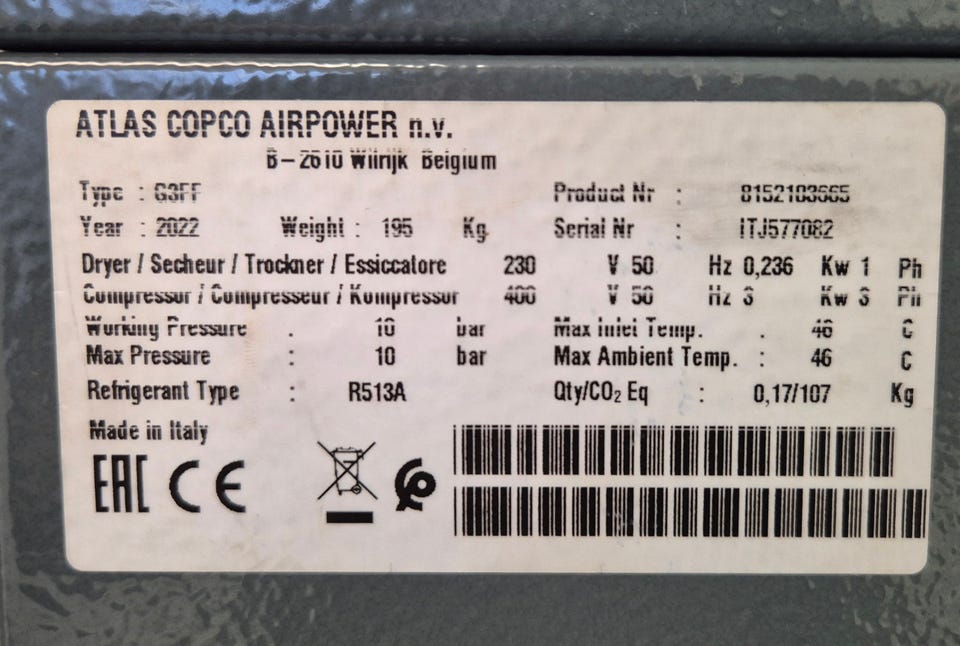 ATLAS COPCO AIRPOWER n.v.
B-2610 Wilrijk Belgium
Type : G3FF Product Nr : 8152103665
Year : 2022 Weight : 195 Kg Serial Nr : ITJ577082
Dryer / Secheur / Trockner / Essiccatore 230 V 50 Hz 0,236 Kw 1 Ph
Compressor / Compresseur / Kompressor 400 V 50 Hz 3 Kw 3 Ph
Working Pressure : 10 bar Max Inlet Temp. : 46 C
Max Pressure : 10 bar Max Ambient Temp. : 46 C
Refrigerant Type : R513A Qty/CO₂ Eq : 0,17/107 Kg
Made in Italy
EAC CE